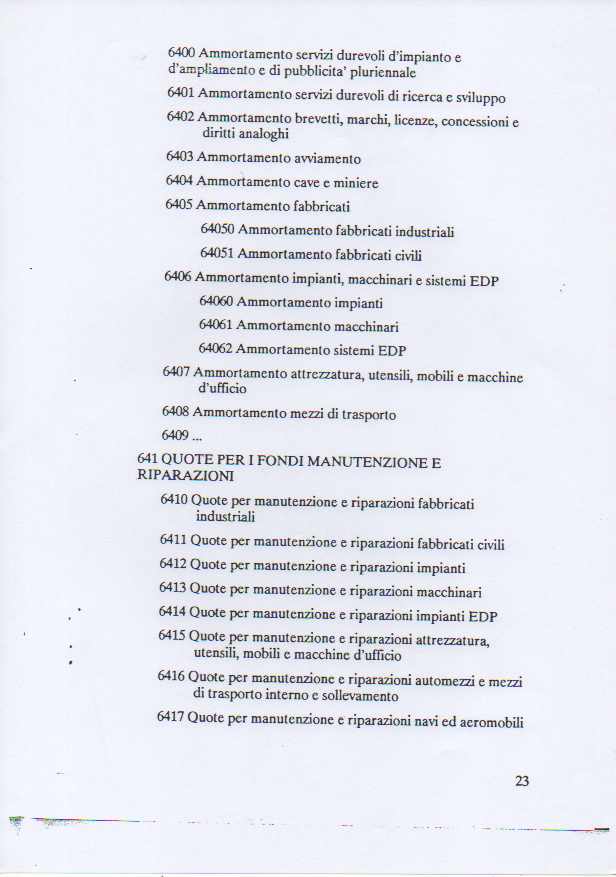 6400 Ammortamento servizi durevoli d'impianto e
d'ampliamento e di pubblicita' pluriennale
6401 Ammortamento servizi durevoli di ricerca e sviluppo
6402 Ammortamento brevetti, marchi, licenze, concessioni e
diritti analoghi
6403 Ammortamento avviamento
6404 Ammortamento cave e miniere
6405 Ammortamento fabbricati
64050 Ammortamento fabbricati industriali
64051 Ammortamento fabbricati civili
6406 Ammortamento impianti, macchinari e sistemi EDP
64060 Ammortamento impianti
64061 Ammortamento macchinari
64062 Ammortamento sistemi EDP
6407 Ammortamento attrezzatura, utensili, mobili e macchine
d'ufficio
6408 Ammortamento mezzi di trasporto
6409 ...
641 QUOTE PER I FONDI MANUTENZIONE E
RIPARAZIONI
6410 Quote per manutenzione e riparazioni fabbricati
industriali
6411 Quote per manutenzione e riparazioni fabbricati civili
6412 Quote per manutenzione e riparazioni impianti
6413 Quote per manutenzione e riparazioni macchinari
6414 Quote per manutenzione e riparazioni impianti EDP
6415 Quote per manutenzione e riparazioni attrezzatura,
utensili, mobili e macchine d'ufficio
6416 Quote per manutenzione e riparazioni automezzi e mezzi
di trasporto interno e sollevamento
6417 Quote per manutenzione e riparazioni navi ed aeromobili
23